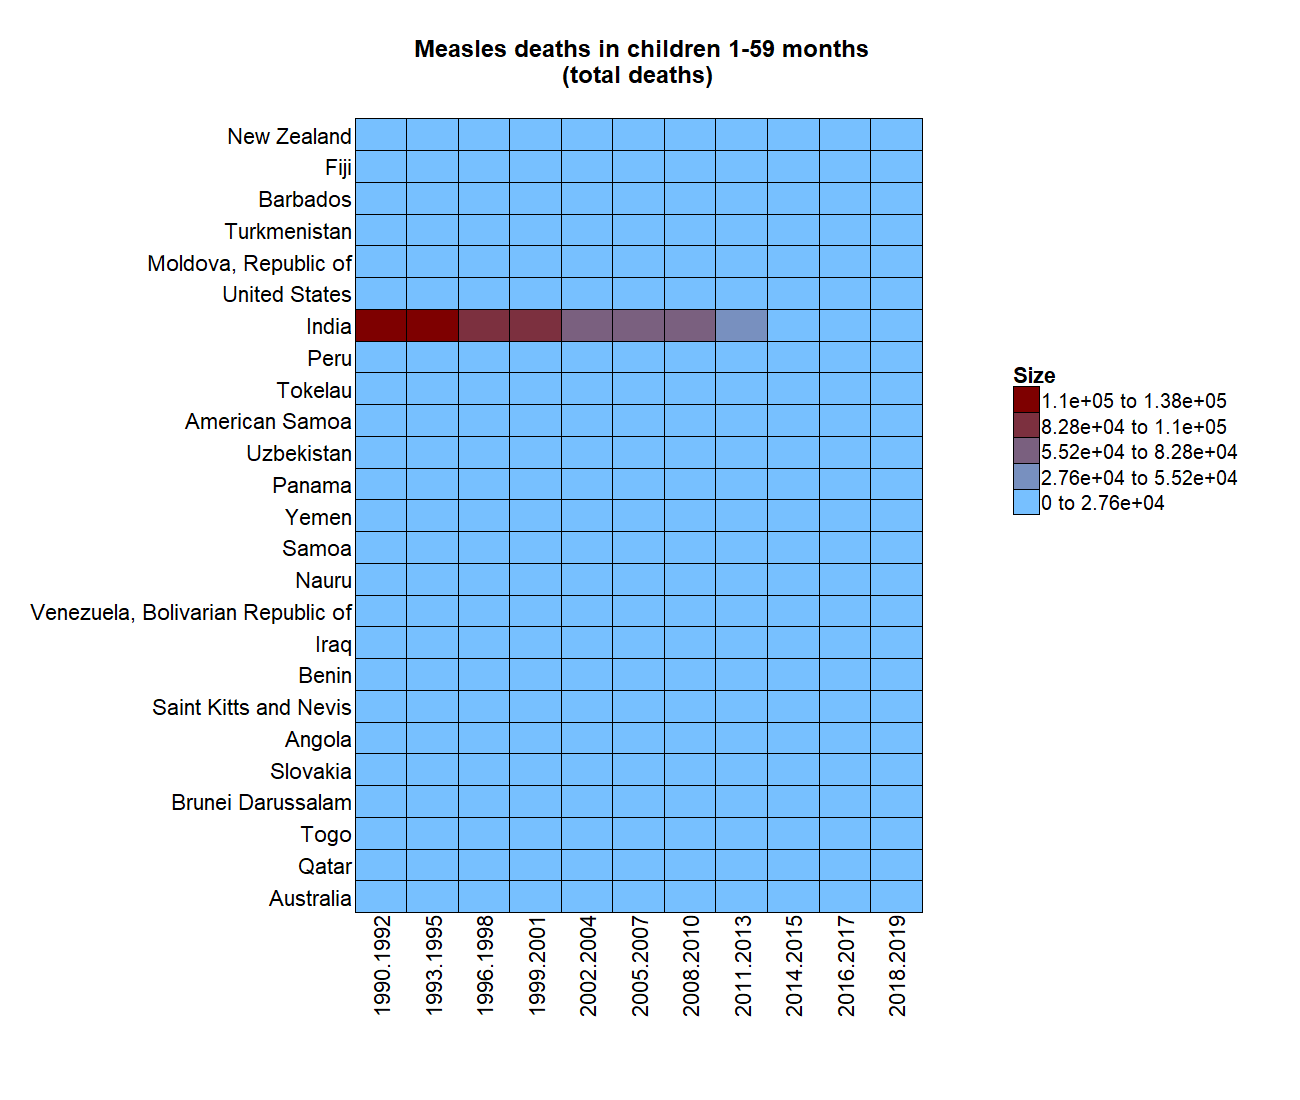 Measles deaths in children 1-59 months
(total deaths)
New Zealand
Fiji
Barbados
Turkmenistan
Moldova, Republic of
United States
India
Peru
Tokelau
American Samoa
Uzbekistan
Panama
Yemen
Samoa
Nauru
Venezuela, Bolivarian Republic of
Iraq
Benin
Saint Kitts and Nevis
Angola
Slovakia
Brunei Darussalam
Togo
Qatar
Australia
1990.1992
1993.1995
1996.1998
1999.2001
2002.2004
2005.2007
2008.2010
2011.2013
2014.2015
2016.2017
2018.2019
Size
1.1e+05 to 1.38e+05
8.28e+04 to 1.1e+05
5.52e+04 to 8.28e+04
2.76e+04 to 5.52e+04
0 to 2.76e+04